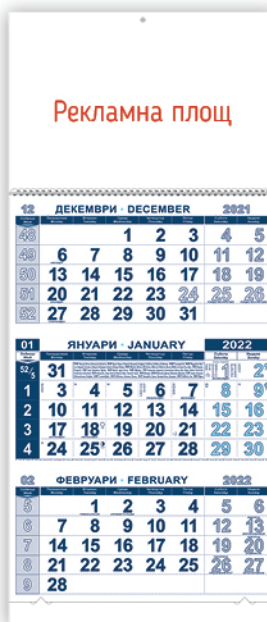 Рекламна площ
12 ДЕКЕМВРИ · DECEMBER 2021
48 1 2 3 4 5
49 6 7 8 9 10 11 12
50 13 14 15 16 17 18 19
51 20 21 22 23 24 25 26
52 27 28 29 30 31
01 ЯНУАРИ · JANUARY 2022
52/5 31 1 2
1 3 4 5 6 7 8 9
2 10 11 12 13 14 15 16
3 17 18 19 20 21 22 23
4 24 25 26 27 28 29 30
02 ФЕВРУАРИ · FEBRUARY 2022
5 1 2 3 4 5 6
6 7 8 9 10 11 12 13
7 14 15 16 17 18 19 20
8 21 22 23 24 25 26 27
9 28